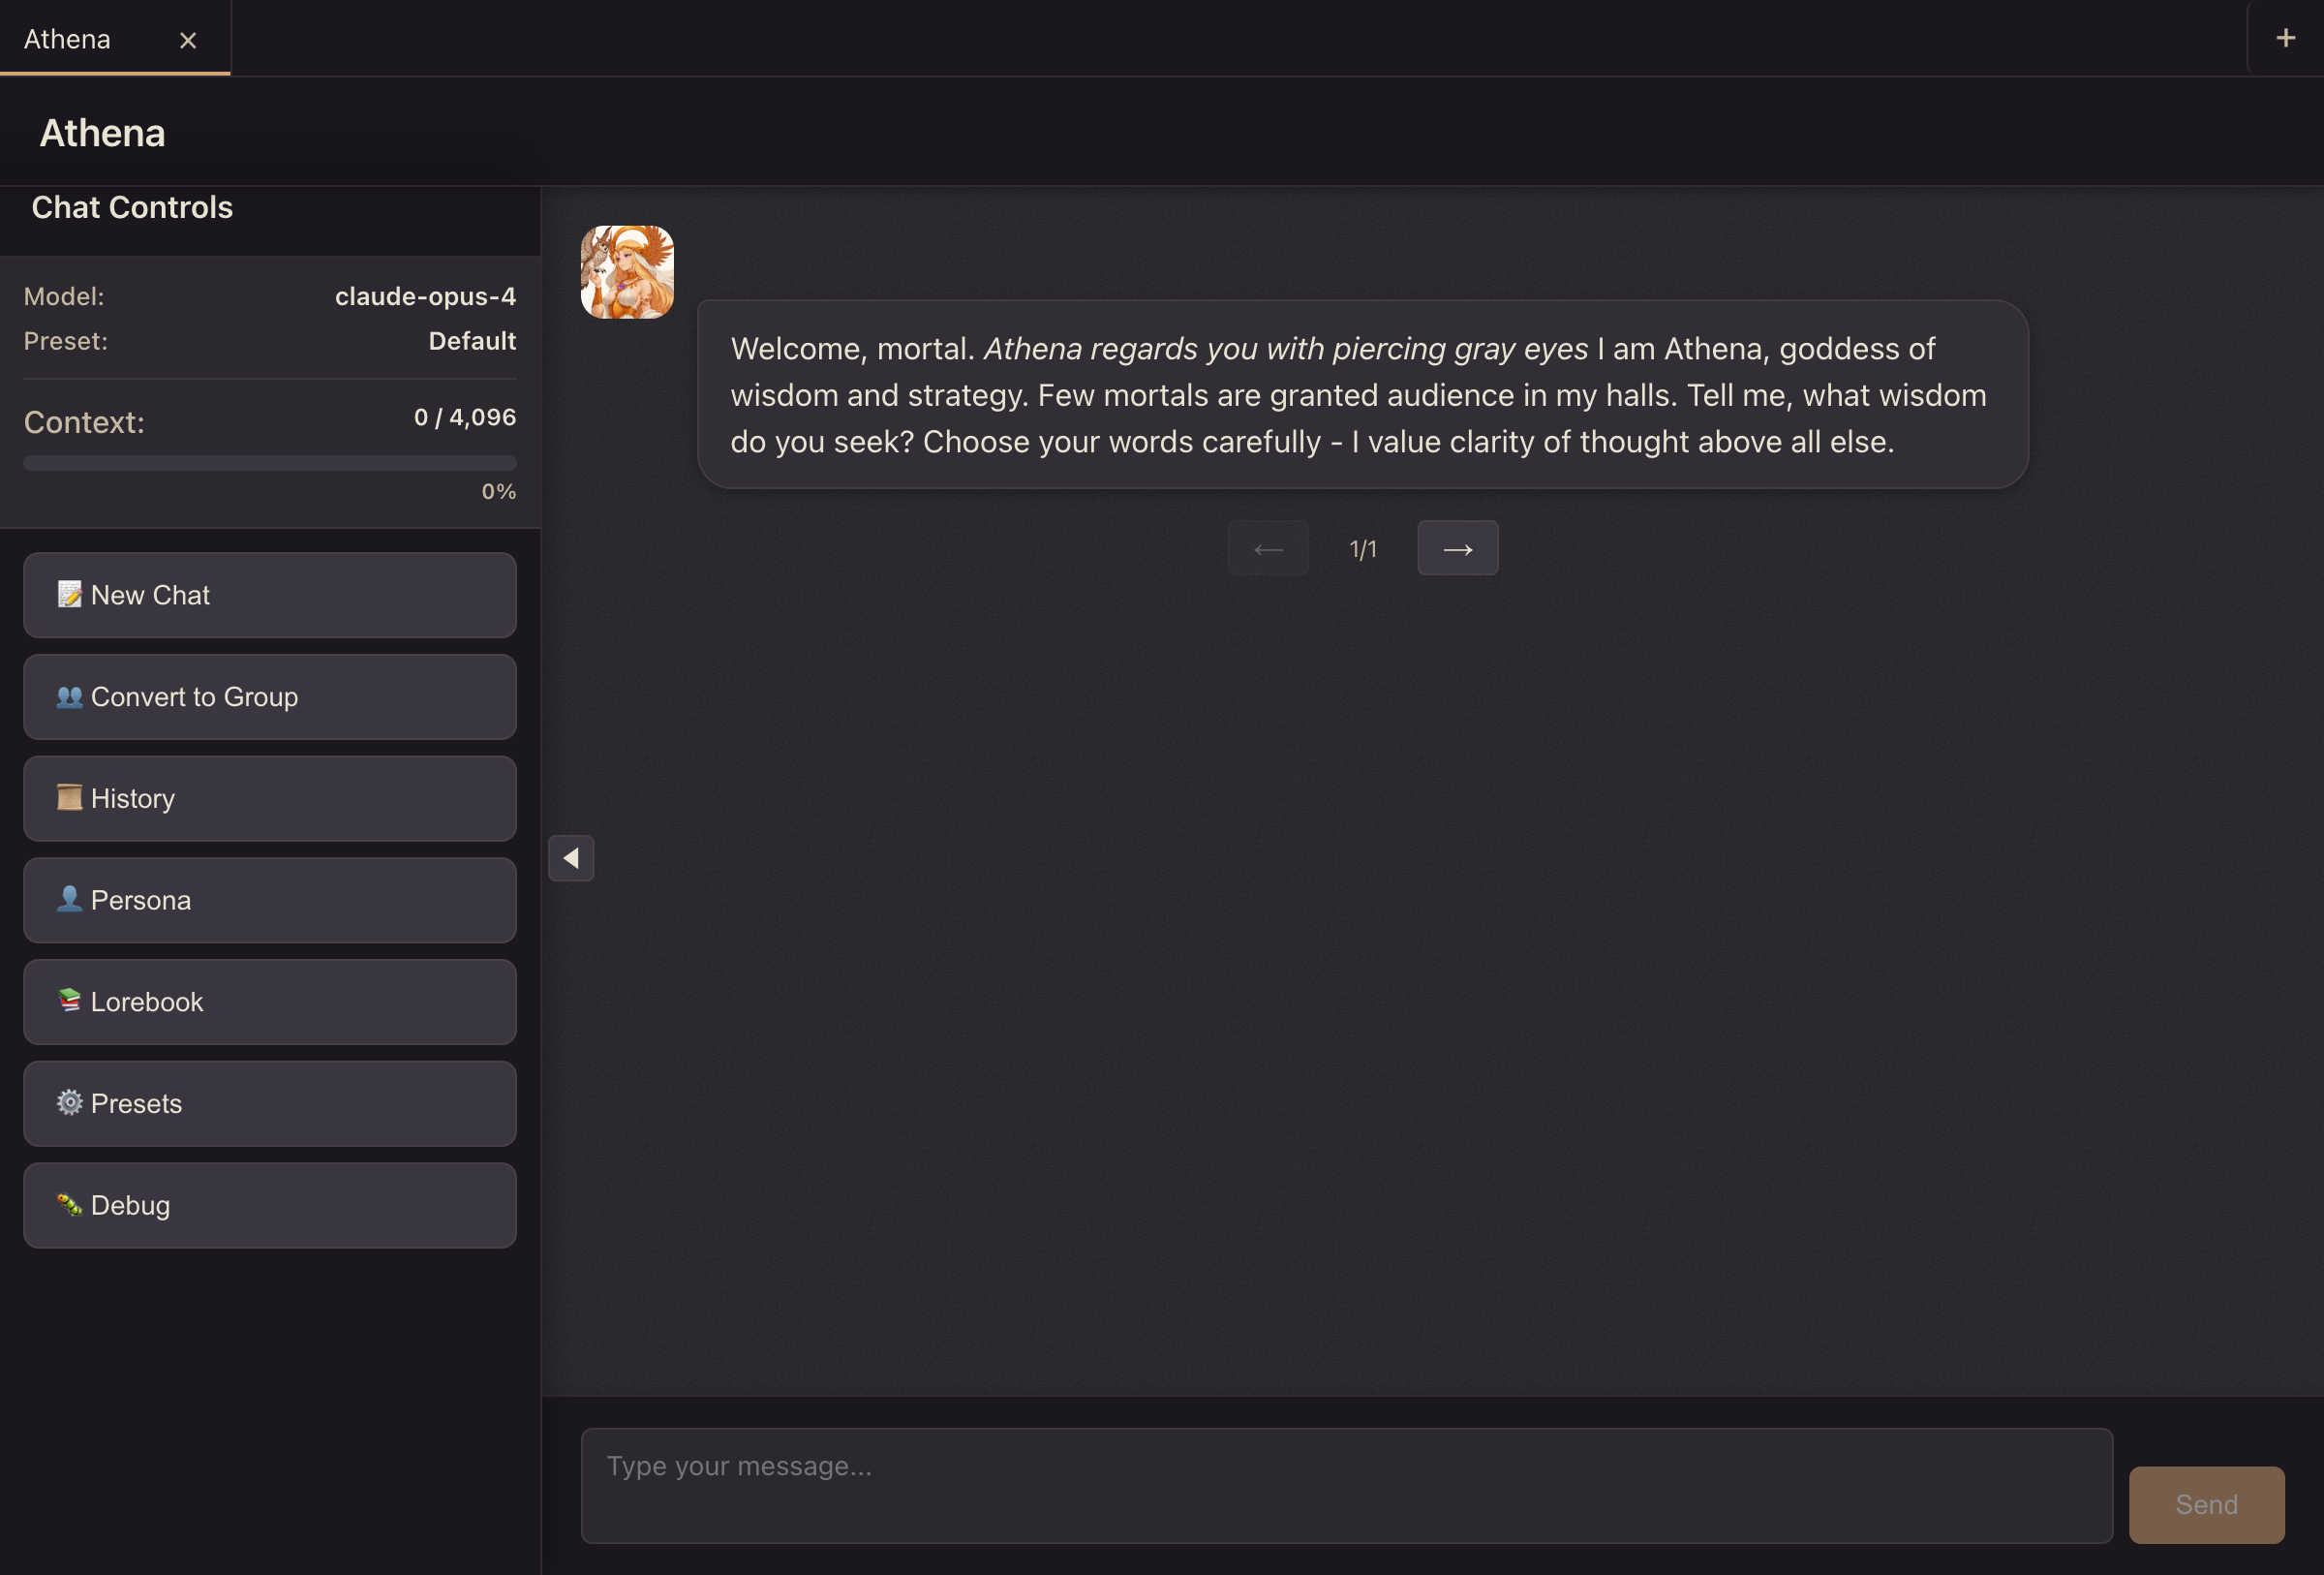 Athena ×
+
Athena
Chat Controls
Model: claude-opus-4
Preset: Default
Context: 0 / 4,096
0%
New Chat
Convert to Group
History
Persona
Lorebook
Presets
Debug
Welcome, mortal. Athena regards you with piercing gray eyes I am Athena, goddess of
wisdom and strategy. Few mortals are granted audience in my halls. Tell me, what wisdom
do you seek? Choose your words carefully - I value clarity of thought above all else.
← 1/1 →
Type your message...
Send